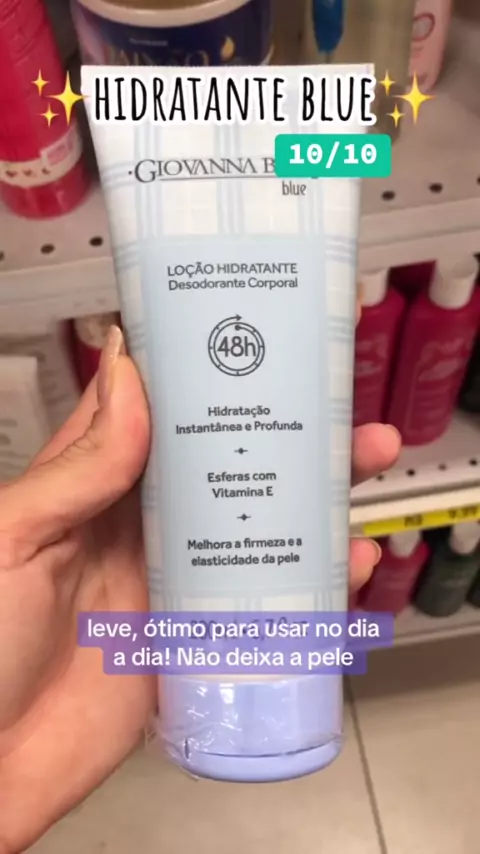 HIDRATANTE BLUE
10/10
GIOVANNA
blue
LOÇÃO HIDRATANTE
Desodorante Corporal
48h
Hidratação
Instantânea e Profunda
Esferas com
Vitamina E
Melhora a firmeza e a
elasticidade da pele
leve, ótimo para usar no dia
a dia! Não deixa a pele